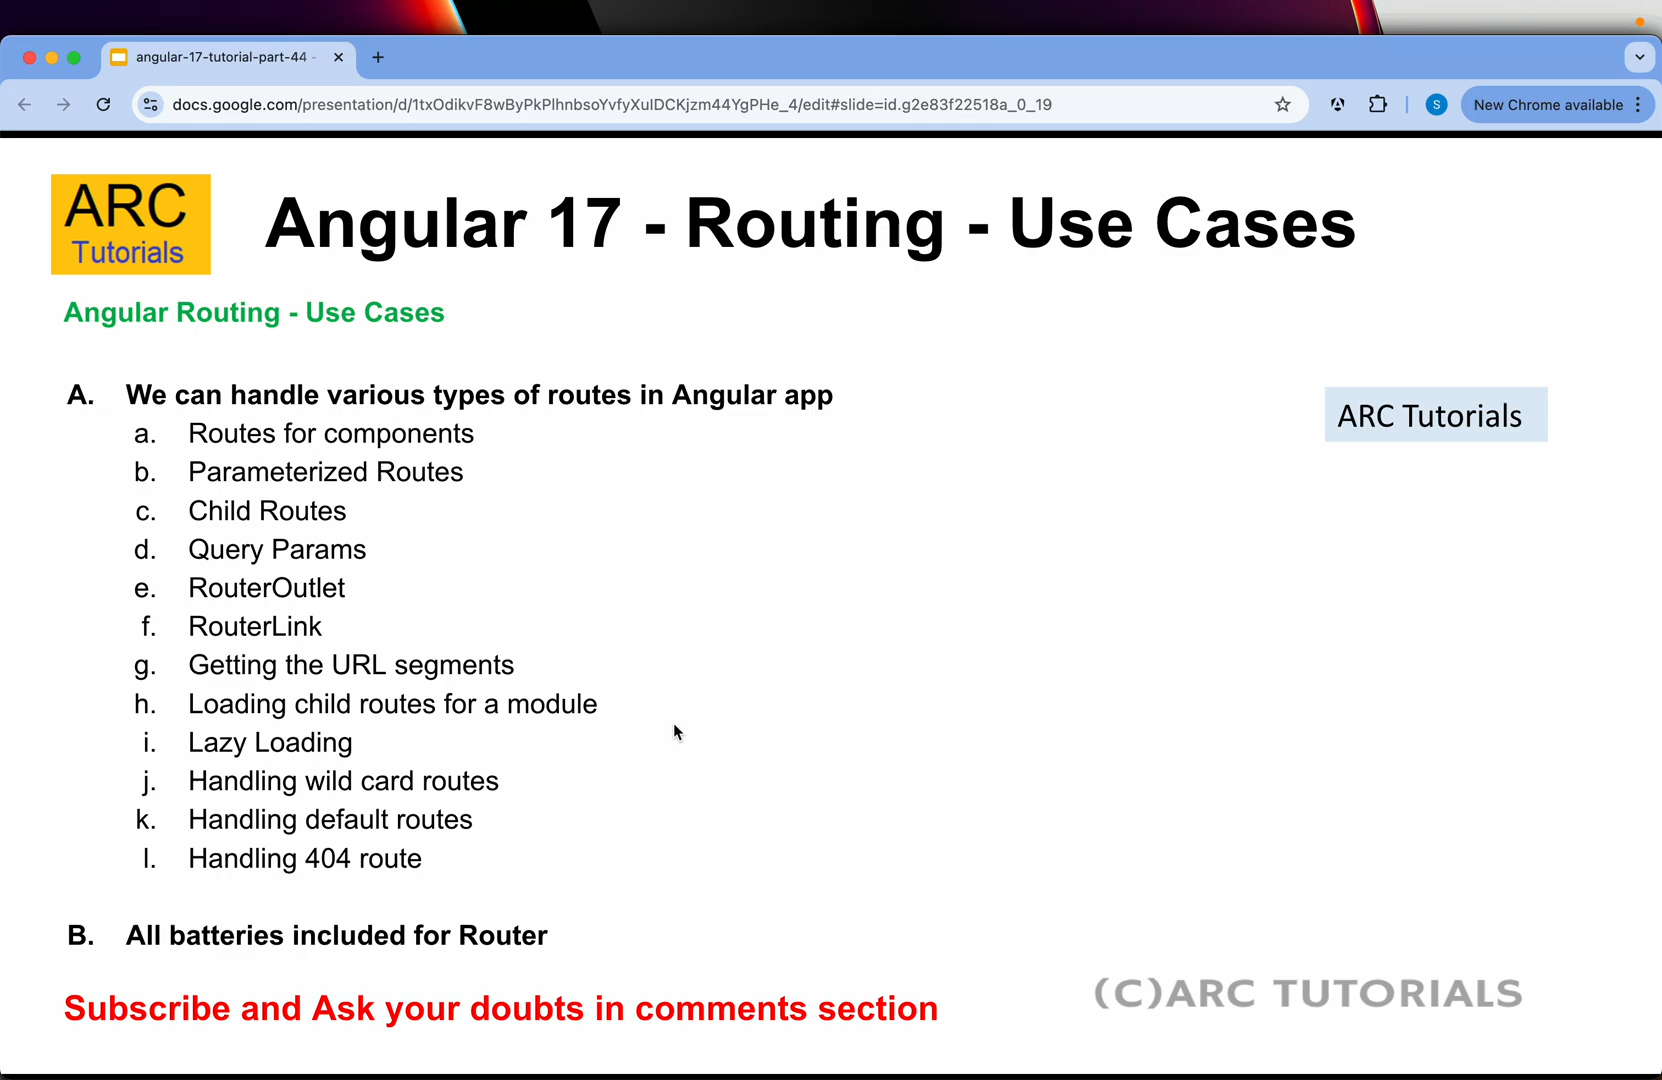 angular-17-tutorial-part-44 -
docs.google.com/presentation/d/1txOdikvF8wByPkPlhnbsoYvfyXulDCKjzm44YgPHe_4/edit#slide=id.g2e83f22518a_0_19
S
New Chrome available
ARC
Tutorials
Angular 17 - Routing - Use Cases
Angular Routing - Use Cases
A. We can handle various types of routes in Angular app
a. Routes for components
b. Parameterized Routes
c. Child Routes
d. Query Params
e. RouterOutlet
f. RouterLink
g. Getting the URL segments
h. Loading child routes for a module
i. Lazy Loading
j. Handling wild card routes
k. Handling default routes
l. Handling 404 route
ARC Tutorials
B. All batteries included for Router
Subscribe and Ask your doubts in comments section
(C)ARC TUTORIALS